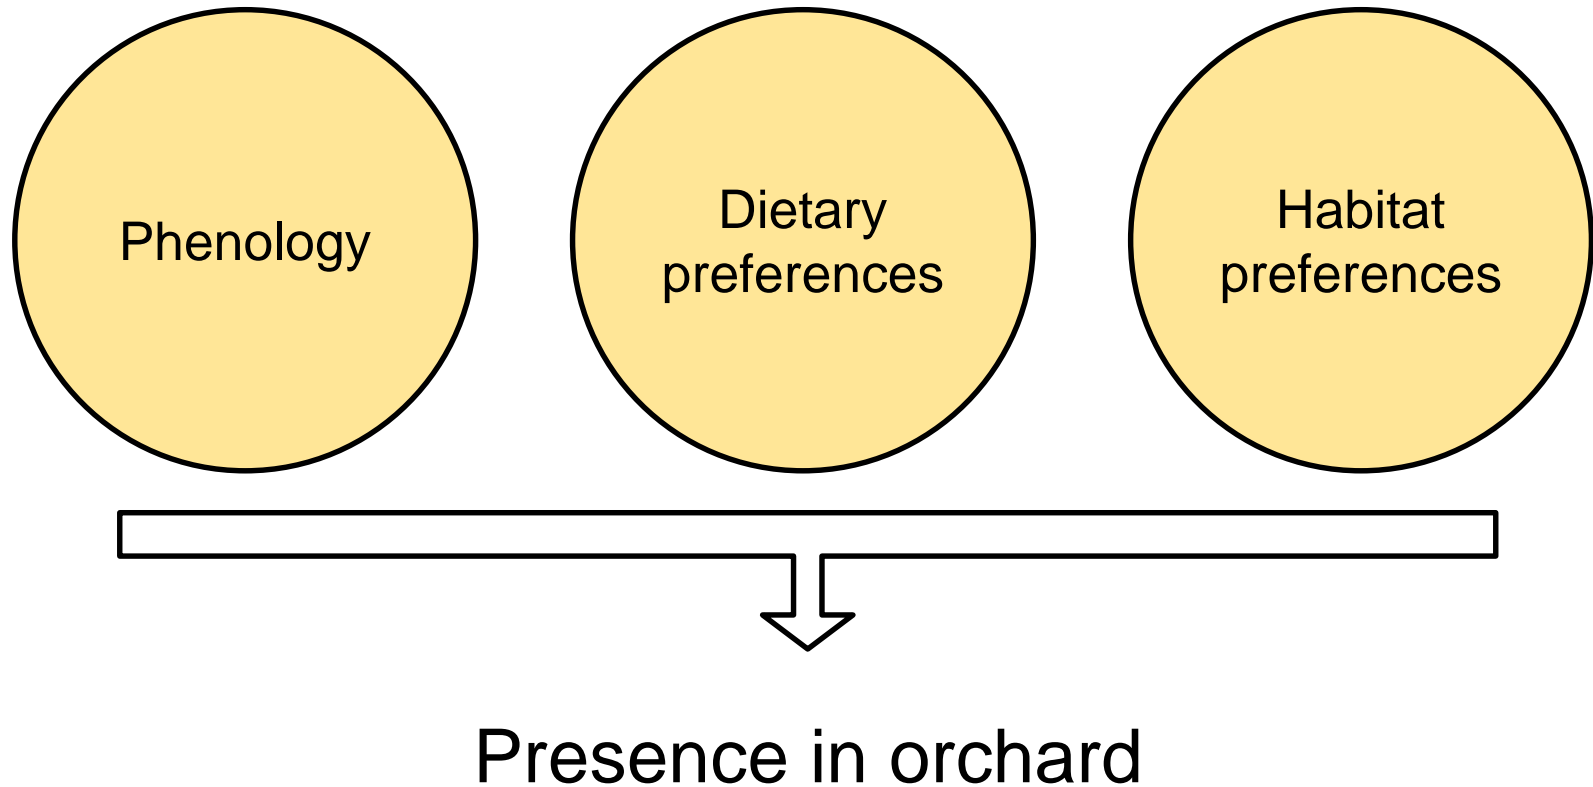 Phenology
Dietary
preferences
Habitat
preferences
Presence in orchard